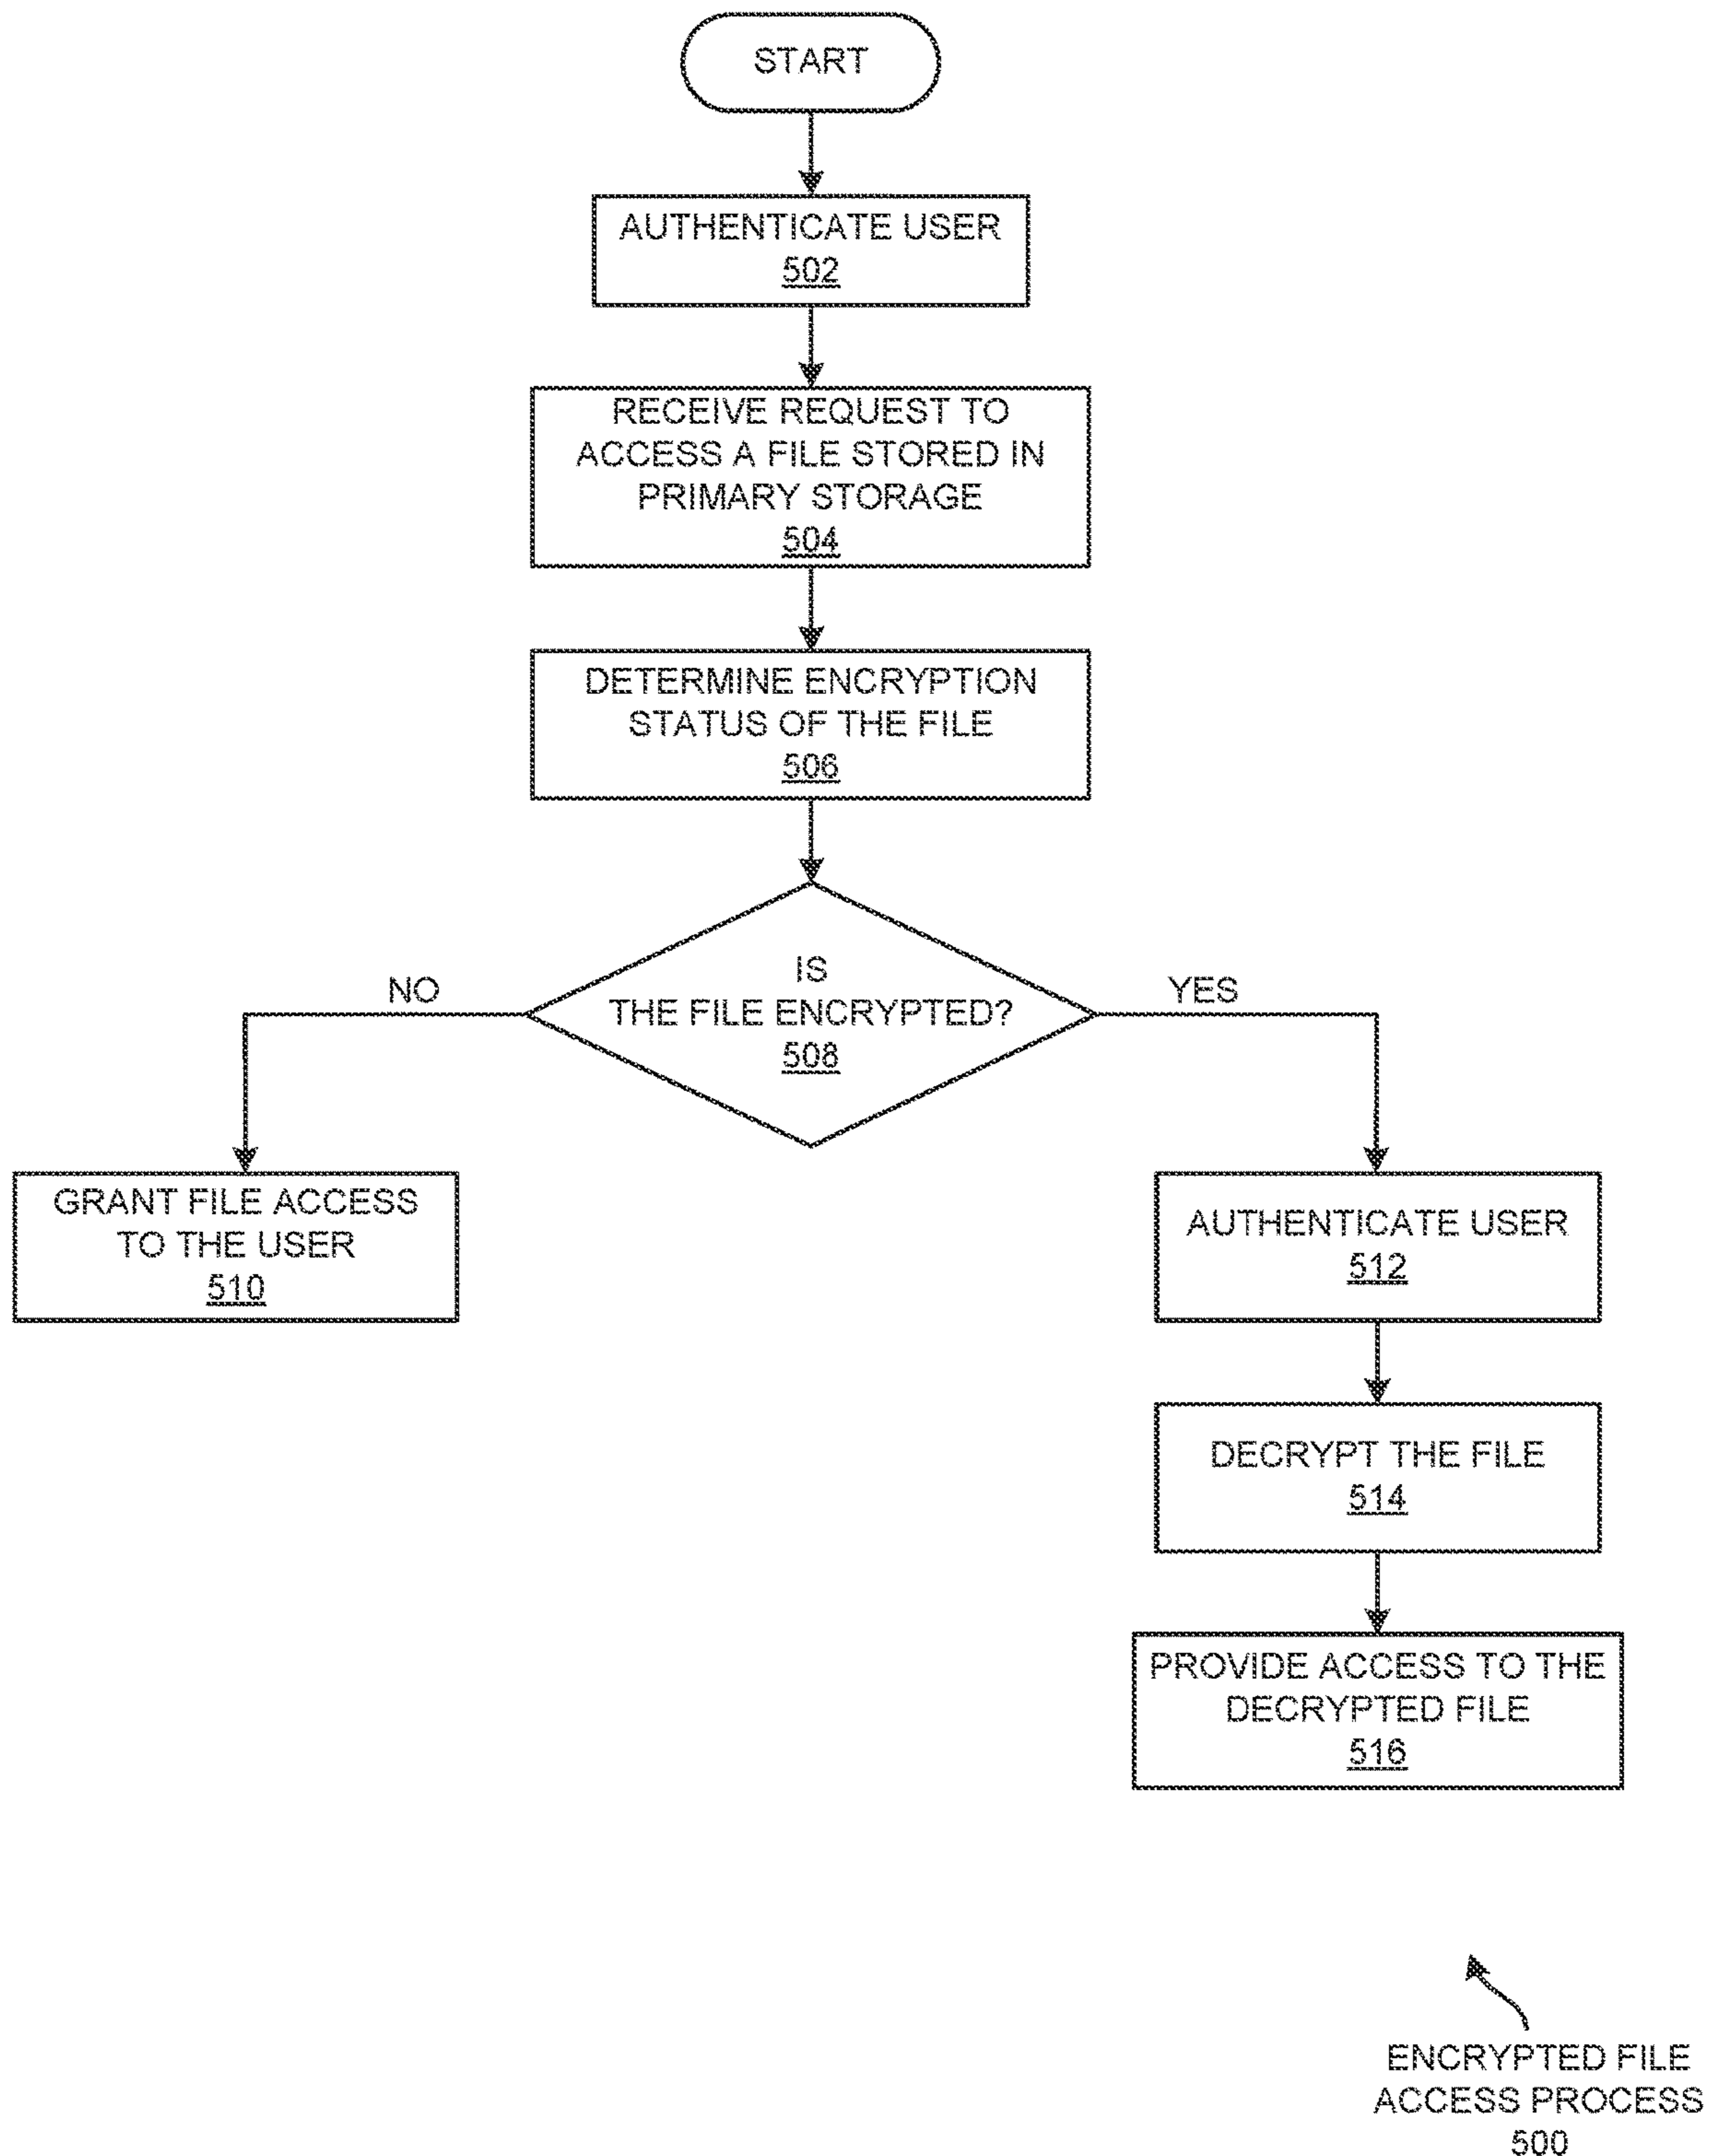 START
AUTHENTICATE USER
502
RECEIVE REQUEST TO
ACCESS A FILE STORED IN
PRIMARY STORAGE
504
DETERMINE ENCRYPTION
STATUS OF THE FILE
506
IS
THE FILE ENCRYPTED?
508
NO
YES
GRANT FILE ACCESS
TO THE USER
510
AUTHENTICATE USER
512
DECRYPT THE FILE
514
PROVIDE ACCESS TO THE
DECRYPTED FILE
516
ENCRYPTED FILE
ACCESS PROCESS
500